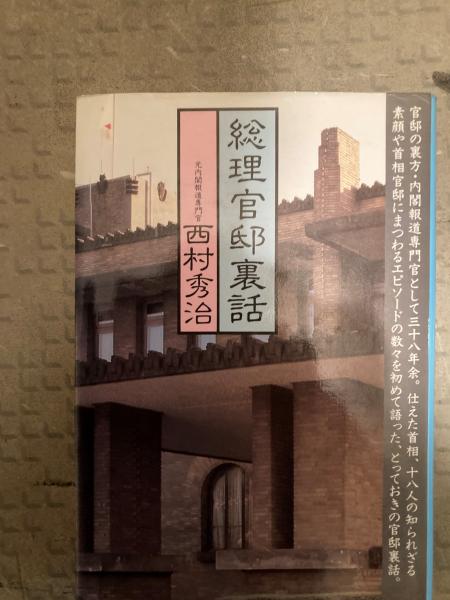 官邸の裏方・内閣報道専門官として三十八年余。仕えた首相、十八人の知られざる
素顔や首相官邸にまつわるエピソードの数々を初めて語った、とっておきの官邸裏話。
総理官邸裏話
元内閣報道専門官
西村秀治